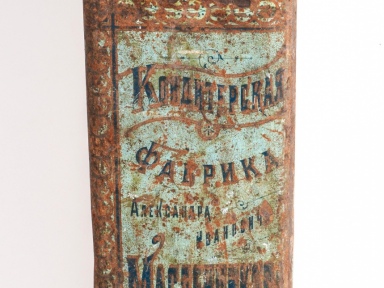 Кондитерская
Фабрика
Александра
Ивановича